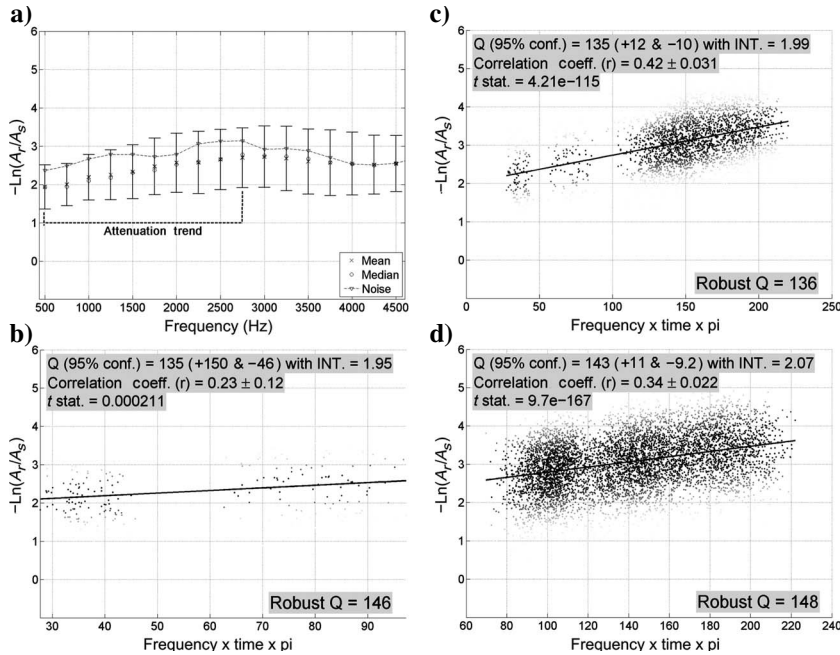 a)
6
5
4
3
2
1
0
−Ln(Ar/As)
Attenuation trend
Mean
Median
Noise
500 1000 1500 2000 2500 3000 3500 4000 4500
Frequency (Hz)
b)
Q (95% conf.) = 135 (+150 & −46) with INT. = 1.95
Correlation coeff. (r) = 0.23 ± 0.12
t stat. = 0.000211
6
5
4
3
2
1
0
−Ln(Ar/As)
Robust Q = 146
30 40 50 60 70 80 90
Frequency x time x pi
c)
Q (95% conf.) = 135 (+12 & −10) with INT. = 1.99
Correlation coeff. (r) = 0.42 ± 0.031
t stat. = 4.21e−115
6
5
4
3
2
1
0
−1
−Ln(Ar/As)
Robust Q = 136
0 50 100 150 200 250
Frequency x time x pi
d)
Q (95% conf.) = 143 (+11 & −9.2) with INT. = 2.07
Correlation coeff. (r) = 0.34 ± 0.022
t stat. = 9.7e−167
6
5
4
3
2
1
0
−Ln(Ar/As)
Robust Q = 148
60 80 100 120 140 160 180 200 220 240
Frequency x time x pi